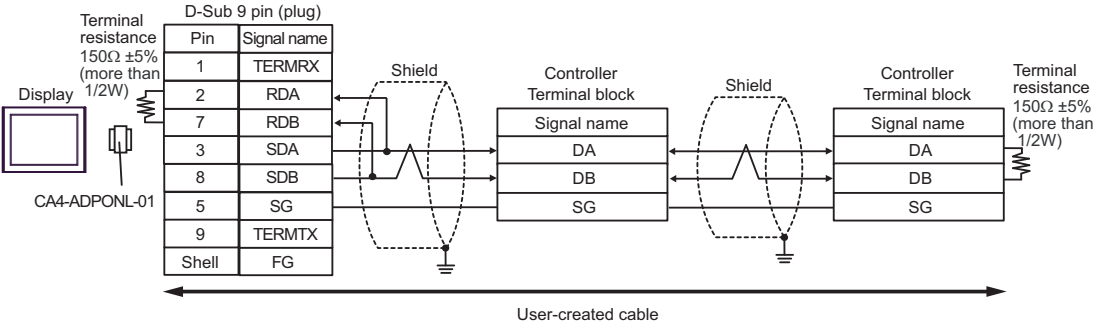 D-Sub 9 pin (plug)
Terminal
resistance
150Ω ±5%
(more than
1/2W)
Display
CA4-ADPONL-01
Pin Signal name
1 TERMRX
2 RDA
7 RDB
3 SDA
8 SDB
5 SG
9 TERMTX
Shell FG
Shield
Controller
Terminal block
Signal name
DA
DB
SG
Shield
Controller
Terminal block
Signal name
DA
DB
SG
Terminal
resistance
150Ω ±5%
(more than
1/2W)
User-created cable